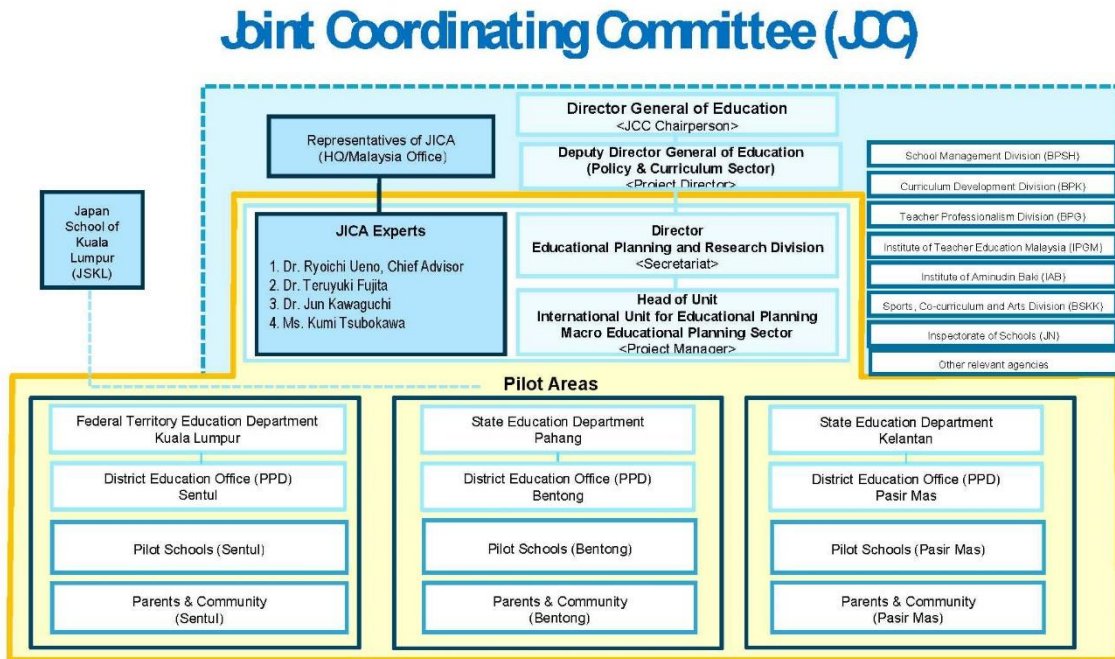 Joint Coordinating Committee (JCC)
Director General of Education
<JCC Chairperson>
Representatives of JICA
(HQ/Malaysia Office)
Deputy Director General of Education
(Policy & Curriculum Sector)
<Project Director>
School Management Division (BPSH)
Curriculum Development Division (BPK)
Teacher Professionalism Division (BPG)
Institute of Teacher Education Malaysia (IPGM)
Institute of Aminudin Baki (IAB)
Sports, Co-curriculum and Arts Division (BSKK)
Inspectorate of Schools (JN)
Other relevant agencies
Japan
School of
Kuala
Lumpur
(JSKL)
JICA Experts
1. Dr. Ryoichi Ueno, Chief Advisor
2. Dr. Teruyuki Fujita
3. Dr. Jun Kawaguchi
4. Ms. Kumi Tsubokawa
Director
Educational Planning and Research Division
<Secretariat>
Head of Unit
International Unit for Educational Planning
Macro Educational Planning Sector
<Project Manager>
Pilot Areas
Federal Territory Education Department
Kuala Lumpur
District Education Office (PPD)
Sentul
Pilot Schools (Sentul)
Parents & Community
(Sentul)
State Education Department
Pahang
District Education Office (PPD)
Bentong
Pilot Schools (Bentong)
Parents & Community
(Bentong)
State Education Department
Kelantan
District Education Office (PPD)
Pasir Mas
Pilot Schools (Pasir Mas)
Parents & Community
(Pasir Mas)